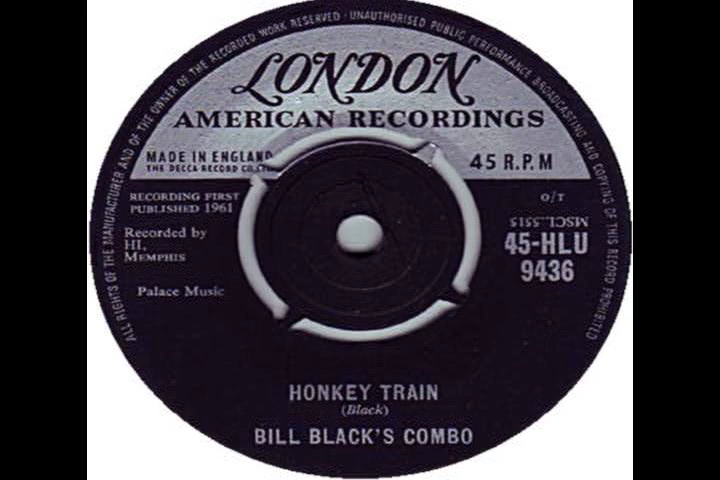 ALL RIGHTS OF THE MANUFACTURER AND OF THE OWNER OF THE RECORDED WORK RESERVED · UNAUTHORISED PUBLIC PERFORMANCE BROADCASTING AND COPYING OF THIS RECORD PROHIBITED
LONDON
AMERICAN RECORDINGS
MADE IN ENGLAND
THE DECCA RECORD CO.
45 R.P.M
RECORDING FIRST
PUBLISHED 1961
O/T
MSCL.5515
Recorded by
HI,
MEMPHIS
45-HLU
9436
Palace Music
HONKEY TRAIN
(Black)
BILL BLACK'S COMBO